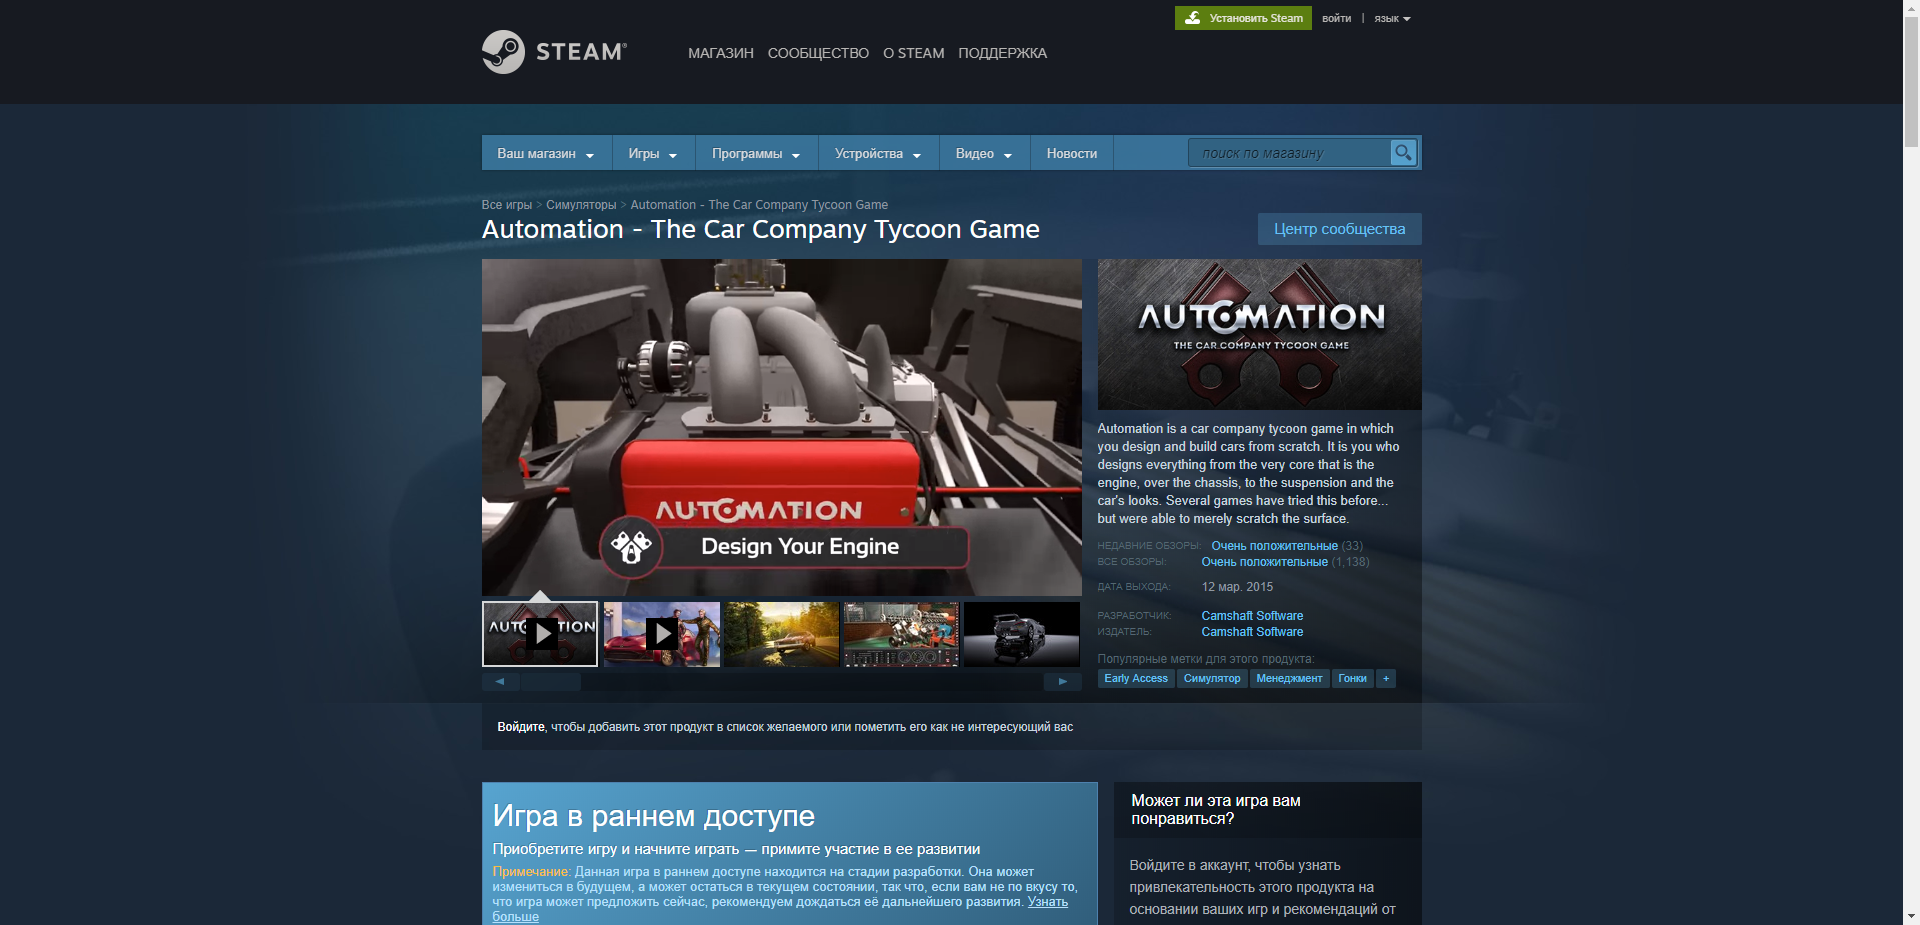 Установить Steam войти | язык
STEAM®
МАГАЗИН СООБЩЕСТВО О STEAM ПОДДЕРЖКА
Ваш магазин Игры Программы Устройства Видео Новости поиск по магазину
Все игры > Симуляторы > Automation - The Car Company Tycoon Game
Automation - The Car Company Tycoon Game
Центр сообщества
AUTOMATION
Design Your Engine
AUTOMATION
AUTOMATION
THE CAR COMPANY TYCOON GAME
Automation is a car company tycoon game in which
you design and build cars from scratch. It is you who
designs everything from the very core that is the
engine, over the chassis, to the suspension and the
car's looks. Several games have tried this before...
but were able to merely scratch the surface.
НЕДАВНИЕ ОБЗОРЫ: Очень положительные (33)
ВСЕ ОБЗОРЫ: Очень положительные (1,138)
ДАТА ВЫХОДА: 12 мар. 2015
РАЗРАБОТЧИК: Camshaft Software
ИЗДАТЕЛЬ: Camshaft Software
Популярные метки для этого продукта:
Early Access Симулятор Менеджмент Гонки +
Войдите, чтобы добавить этот продукт в список желаемого или пометить его как не интересующий вас
Игра в раннем доступе
Приобретите игру и начните играть — примите участие в ее развитии
Примечание: Данная игра в раннем доступе находится на стадии разработки. Она может
измениться в будущем, а может остаться в текущем состоянии, так что, если вам не по вкусу то,
что игра может предложить сейчас, рекомендуем дождаться её дальнейшего развития. Узнать
больше
Может ли эта игра вам
понравиться?
Войдите в аккаунт, чтобы узнать
привлекательность этого продукта на
основании ваших игр и рекомендаций от